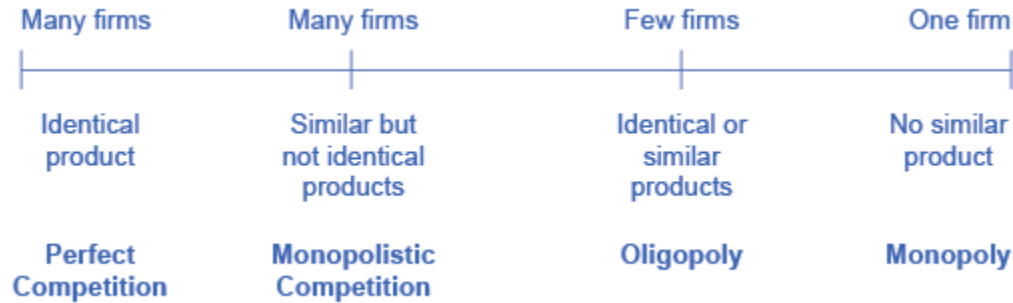 Many firms
Many firms
Few firms
One firm
Identical
product
Similar but
not identical
products
Identical or
similar
products
No similar
product
Perfect
Competition
Monopolistic
Competition
Oligopoly
Monopoly